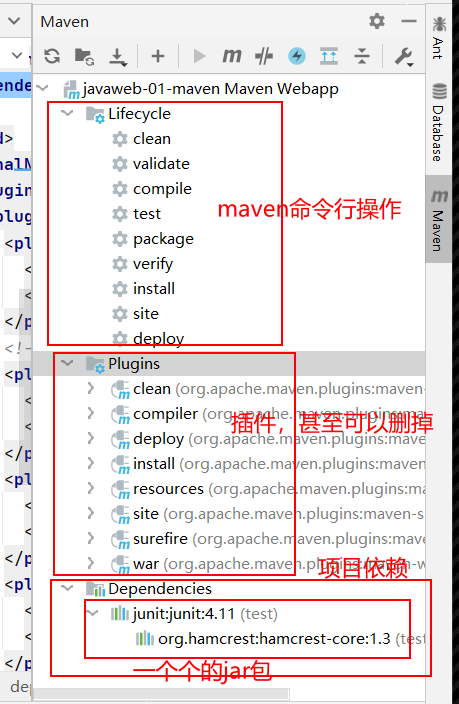 Maven
javaweb-01-maven Maven Webapp
Lifecycle
clean
validate
compile
test
package
verify
install
site
deploy
maven命令行操作
Plugins
clean (org.apache.maven.plugins:maven-
compiler (org.apache.maven.plugins:ma
deploy (org.apache.maven.plugins:mav
install (org.apache.maven.plugins:mave
resources (org.apache.maven.plugins:ma
site (org.apache.maven.plugins:maven-s
surefire (org.apache.maven.plugins:mav
war (org.apache.maven.plugins:maven-w
插件，甚至可以删掉
项目依赖
Dependencies
junit:junit:4.11 (test)
org.hamcrest:hamcrest-core:1.3 (test
一个个的jar包
Ant
Database
Maven
ende
d>
nalN
ugin
plug
<pl
<
<
</p
<!-
<pl
<
<
</p
<pl
<
<
</p
<pl
<
<
</p
dep